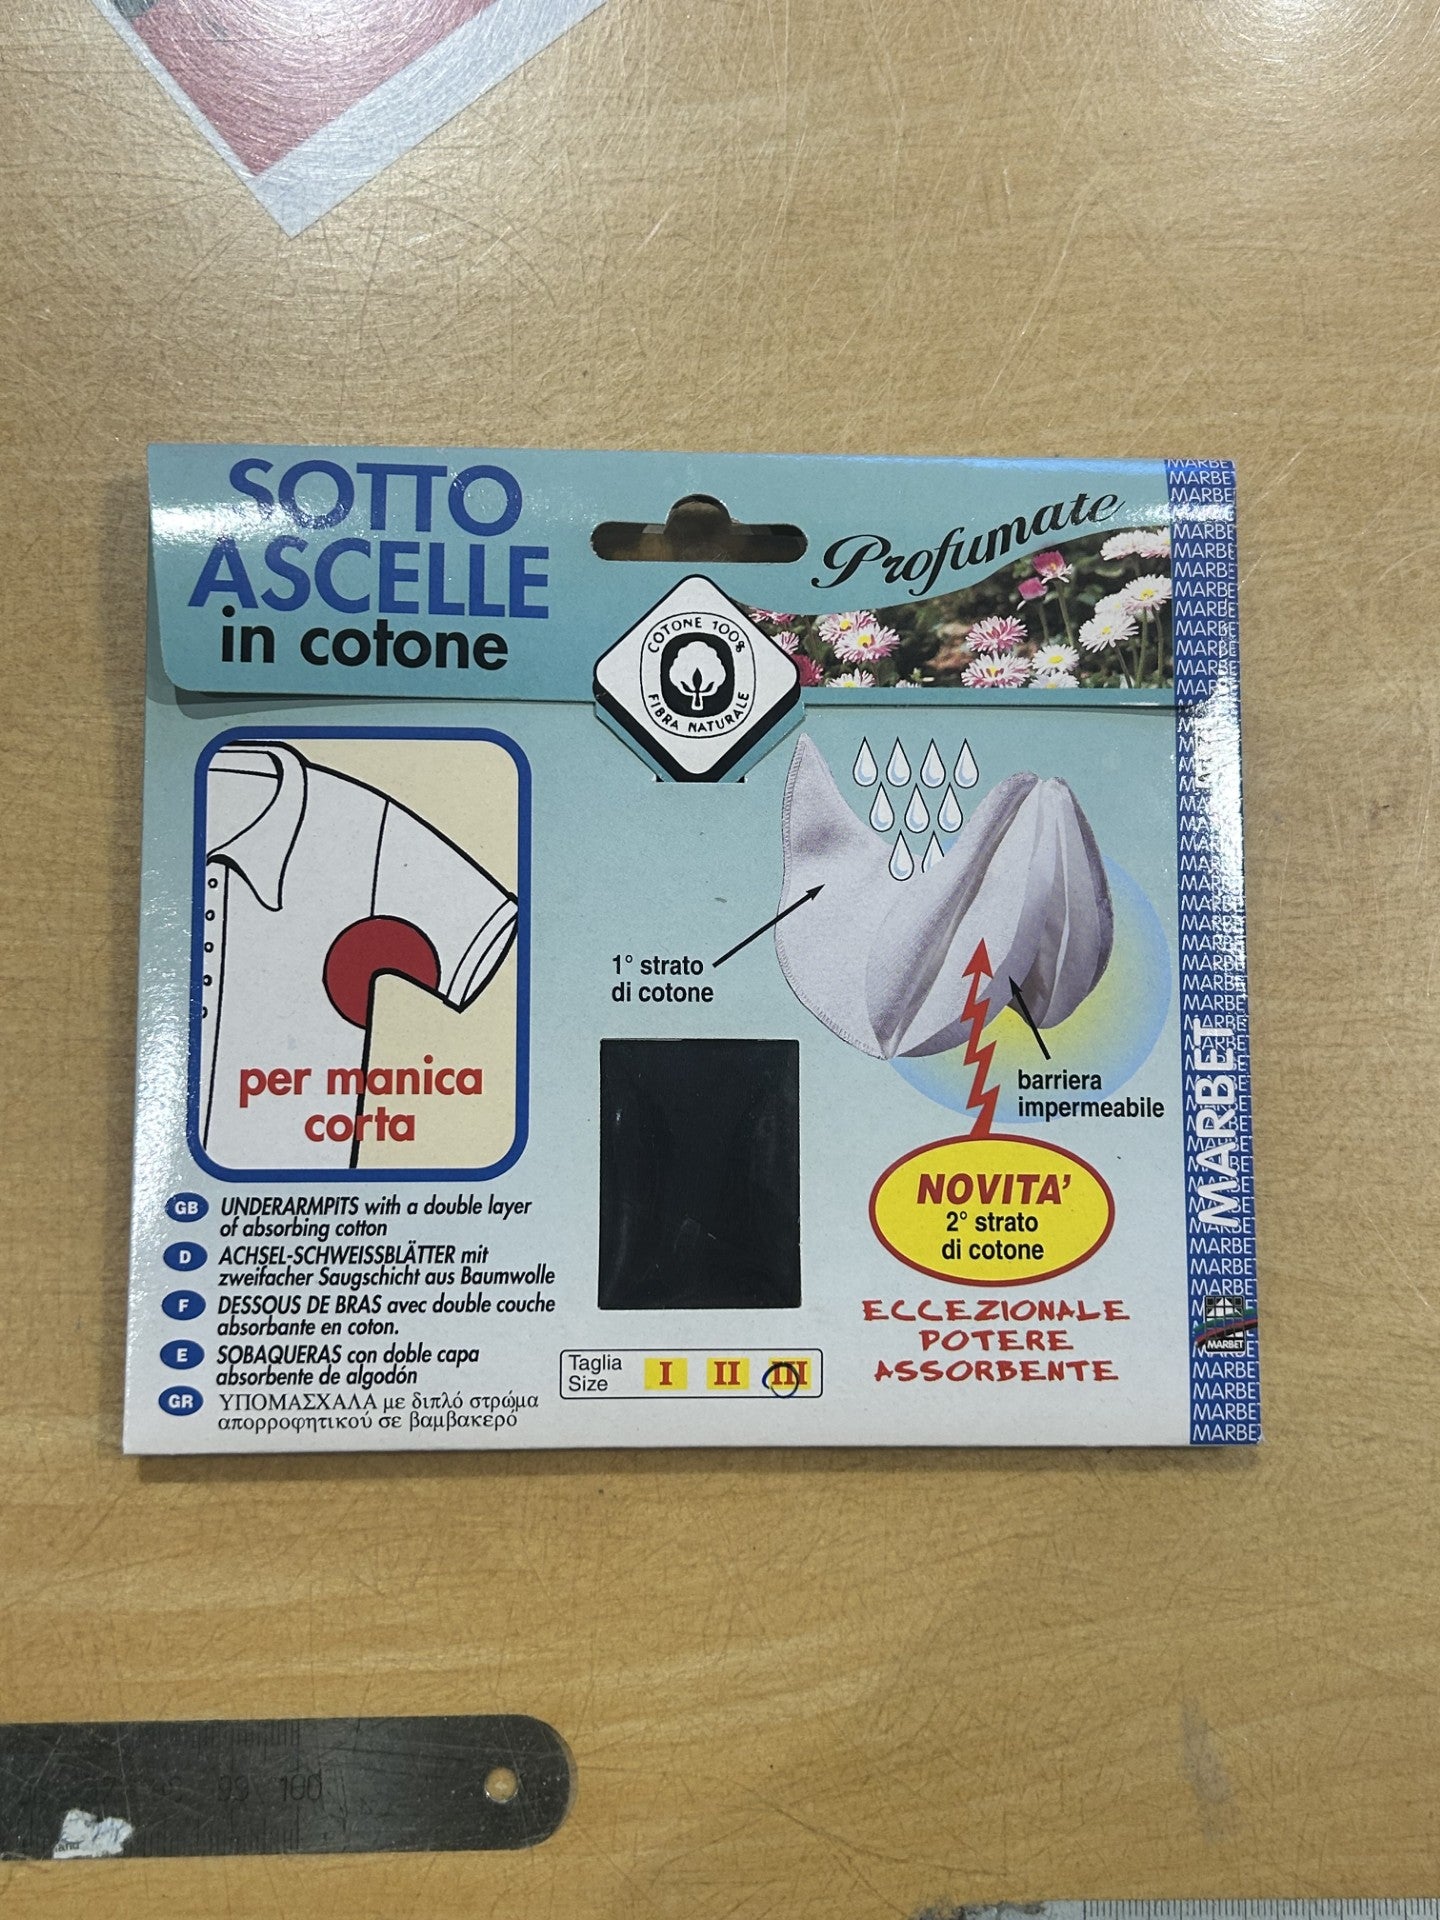 SOTTO
ASCELLE
in cotone
Profumate
COTONE 100%
FIBRA NATURALE
1° strato
di cotone
barriera
impermeabile
per manica
corta
NOVITA'
2° strato
di cotone
ECCEZIONALE
POTERE
ASSORBENTE
GB UNDERARMPiTS with a double layer
of absorbing cotton
D ACHSEL-SCHWEISSBLÄTTER mit
zweifacher Saugschicht aus Baumwolle
F DESSOUS DE BRAS avec double couche
absorbante en coton.
E SOBAQUERAS con doble capa
absorbente de algodón
GR ΥΠΟΜΑΣΧΑΛΑ με διπλό στρώμα
απορροφητικού σε βαμβακερό
Taglia
Size
I II III
MARBET
MARBET
99 100